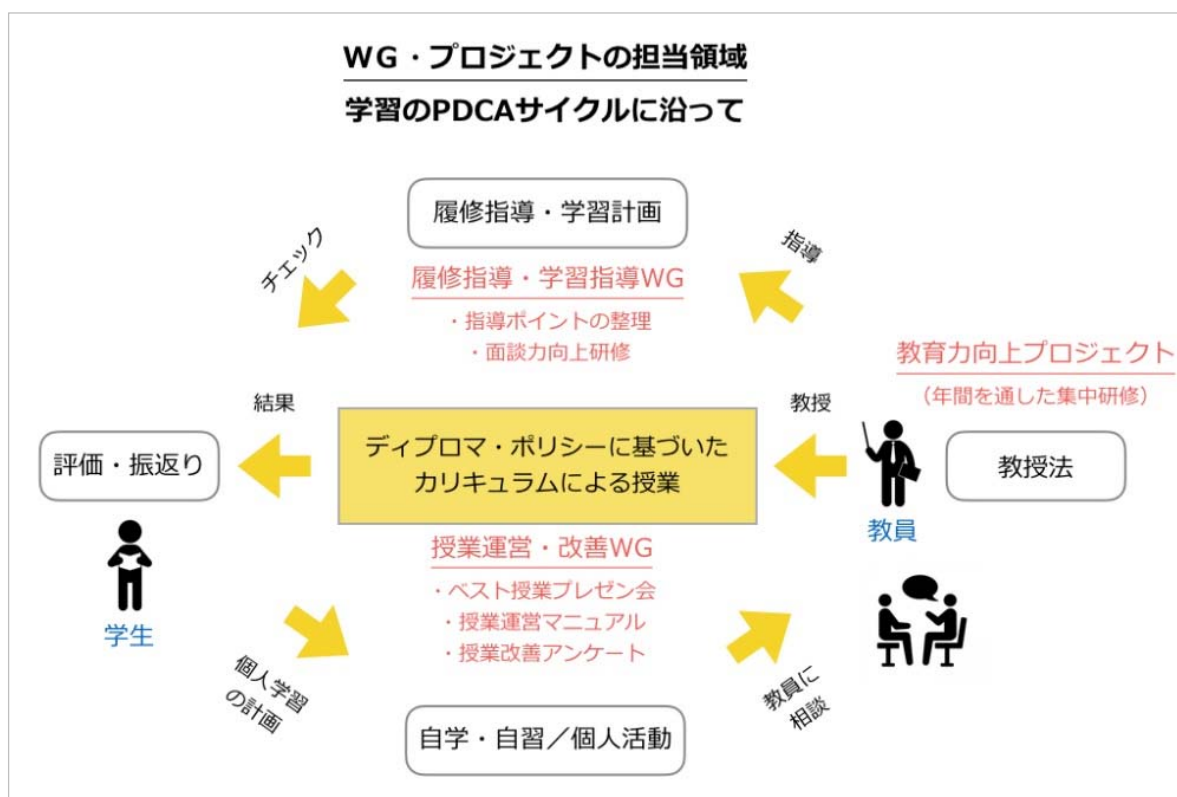 WG・プロジェクトの担当領域
学習のPDCAサイクルに沿って
履修指導・学習計画
チェック
指導
履修指導・学習指導WG
・指導ポイントの整理
・面談力向上研修
教育力向上プロジェクト
（年間を通した集中研修）
結果
教授
評価・振返り
ディプロマ・ポリシーに基づいた
カリキュラムによる授業
教授法
教員
学生
授業運営・改善WG
・ベスト授業プレゼン会
・授業運営マニュアル
・授業改善アンケート
個人学習
の計画
教員に
相談
自学・自習／個人活動